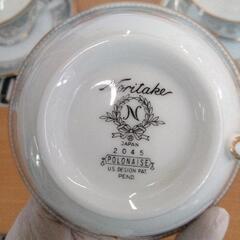 Noritake
N
JAPAN
2045
POLONAISE
U.S. DESIGN PAT.
PEND.